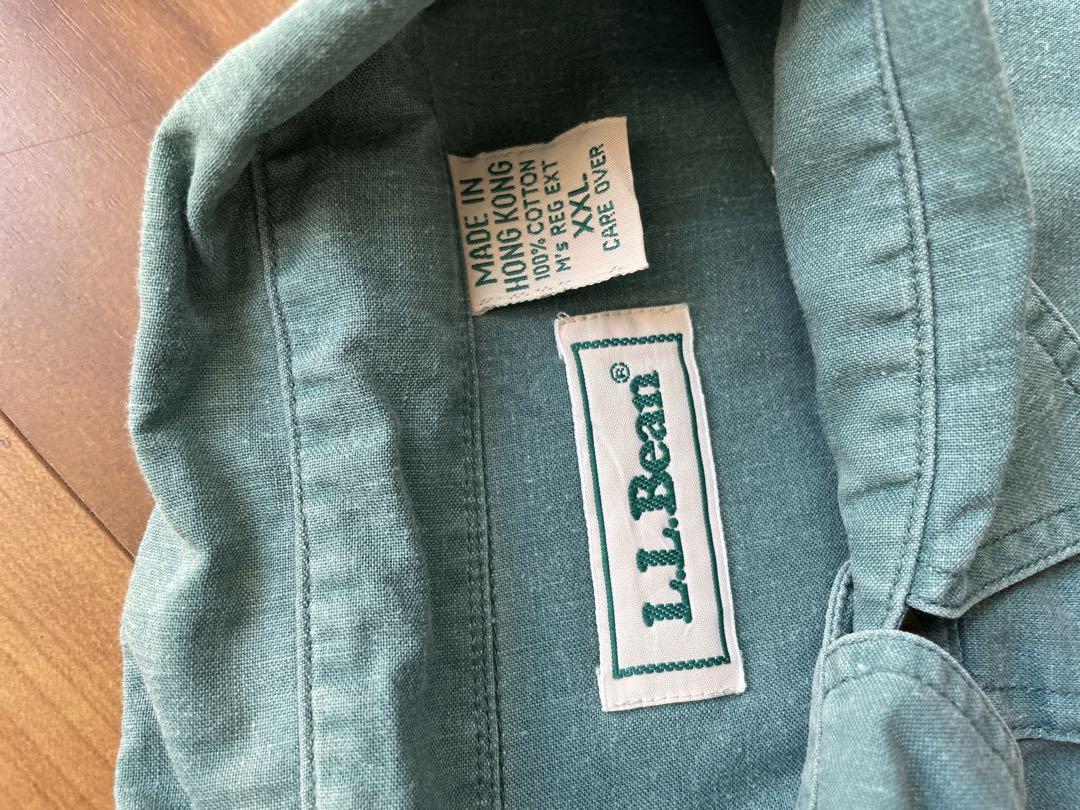 MADE IN
HONG KONG
100% COTTON
M's REG EXT
XXL.
CARE OVER
L.L.Bean®